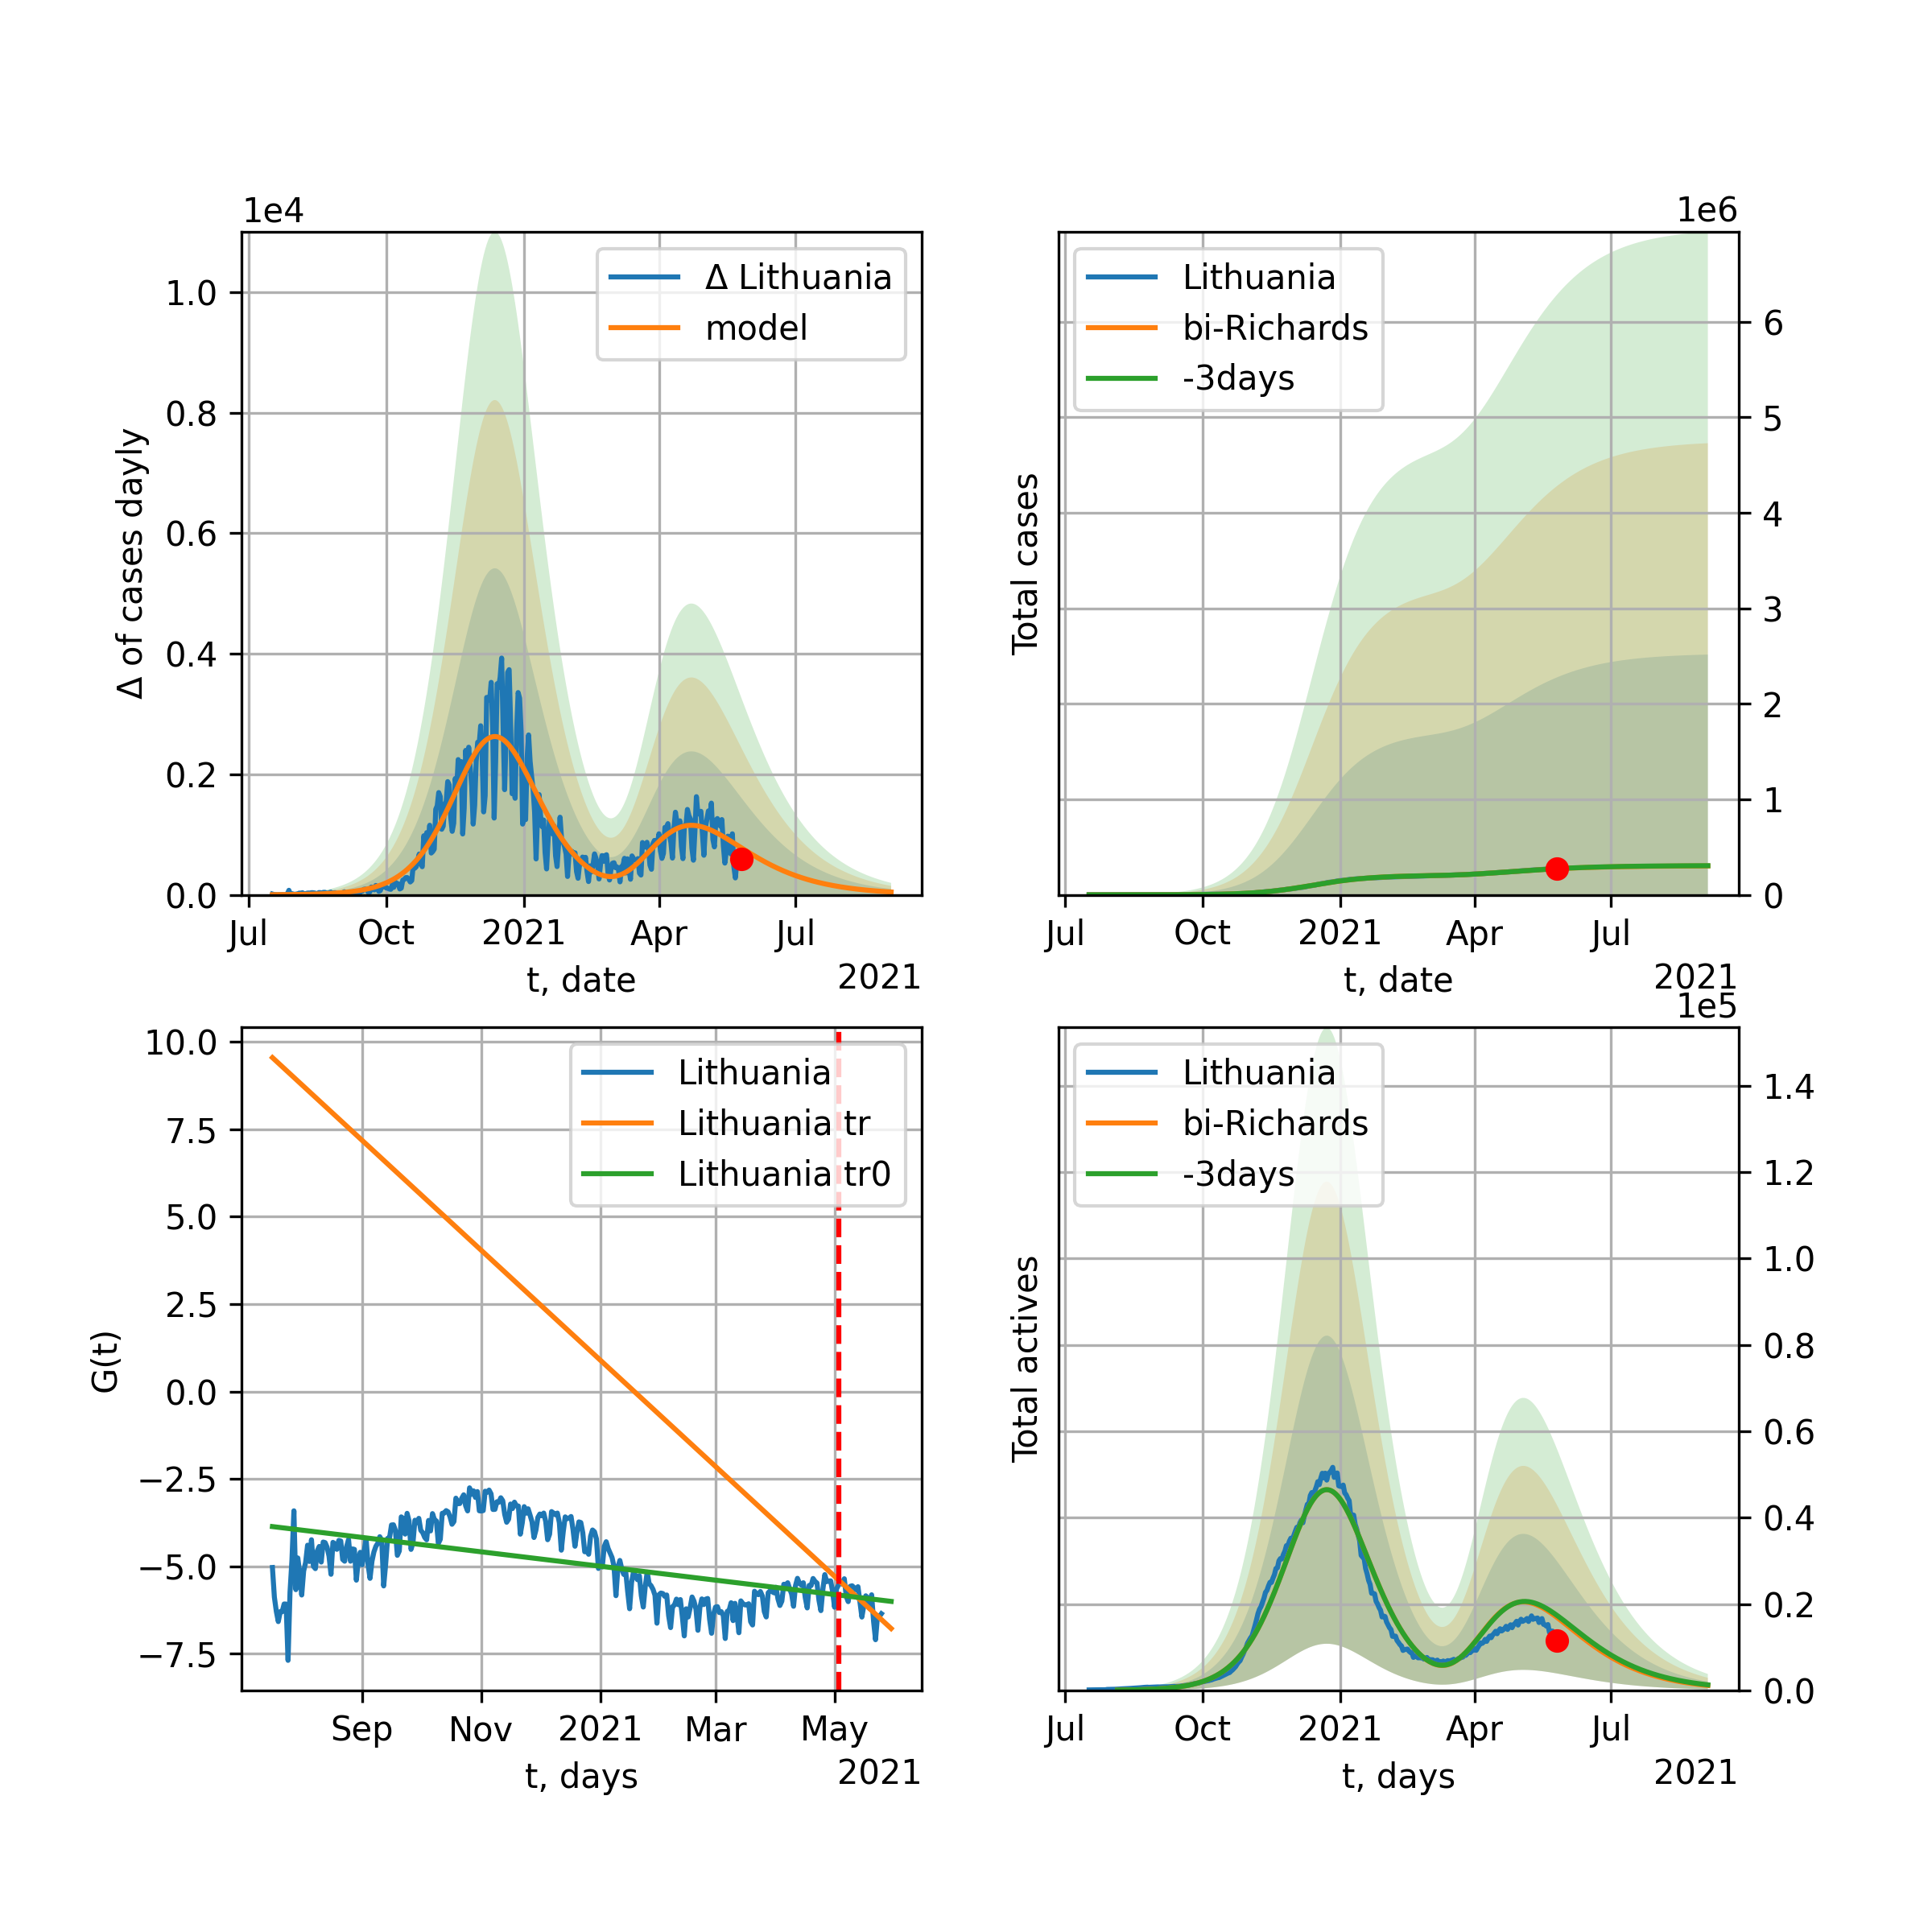 1e4
Δ of cases dayly
1.0
0.8
0.6
0.4
0.2
0.0
Δ Lithuania
model
Jul
Oct
2021
Apr
Jul
t, date
2021
1e6
Total cases
Lithuania
bi-Richards
-3days
6
5
4
3
2
1
0
Jul
Oct
2021
Apr
Jul
t, date
2021
G(t)
10.0
7.5
5.0
2.5
0.0
−2.5
−5.0
−7.5
Lithuania
Lithuania tr
Lithuania tr0
Sep
Nov
2021
Mar
May
t, days
2021
1e5
Total actives
Lithuania
bi-Richards
-3days
1.4
1.2
1.0
0.8
0.6
0.4
0.2
0.0
Jul
Oct
2021
Apr
Jul
t, days
2021